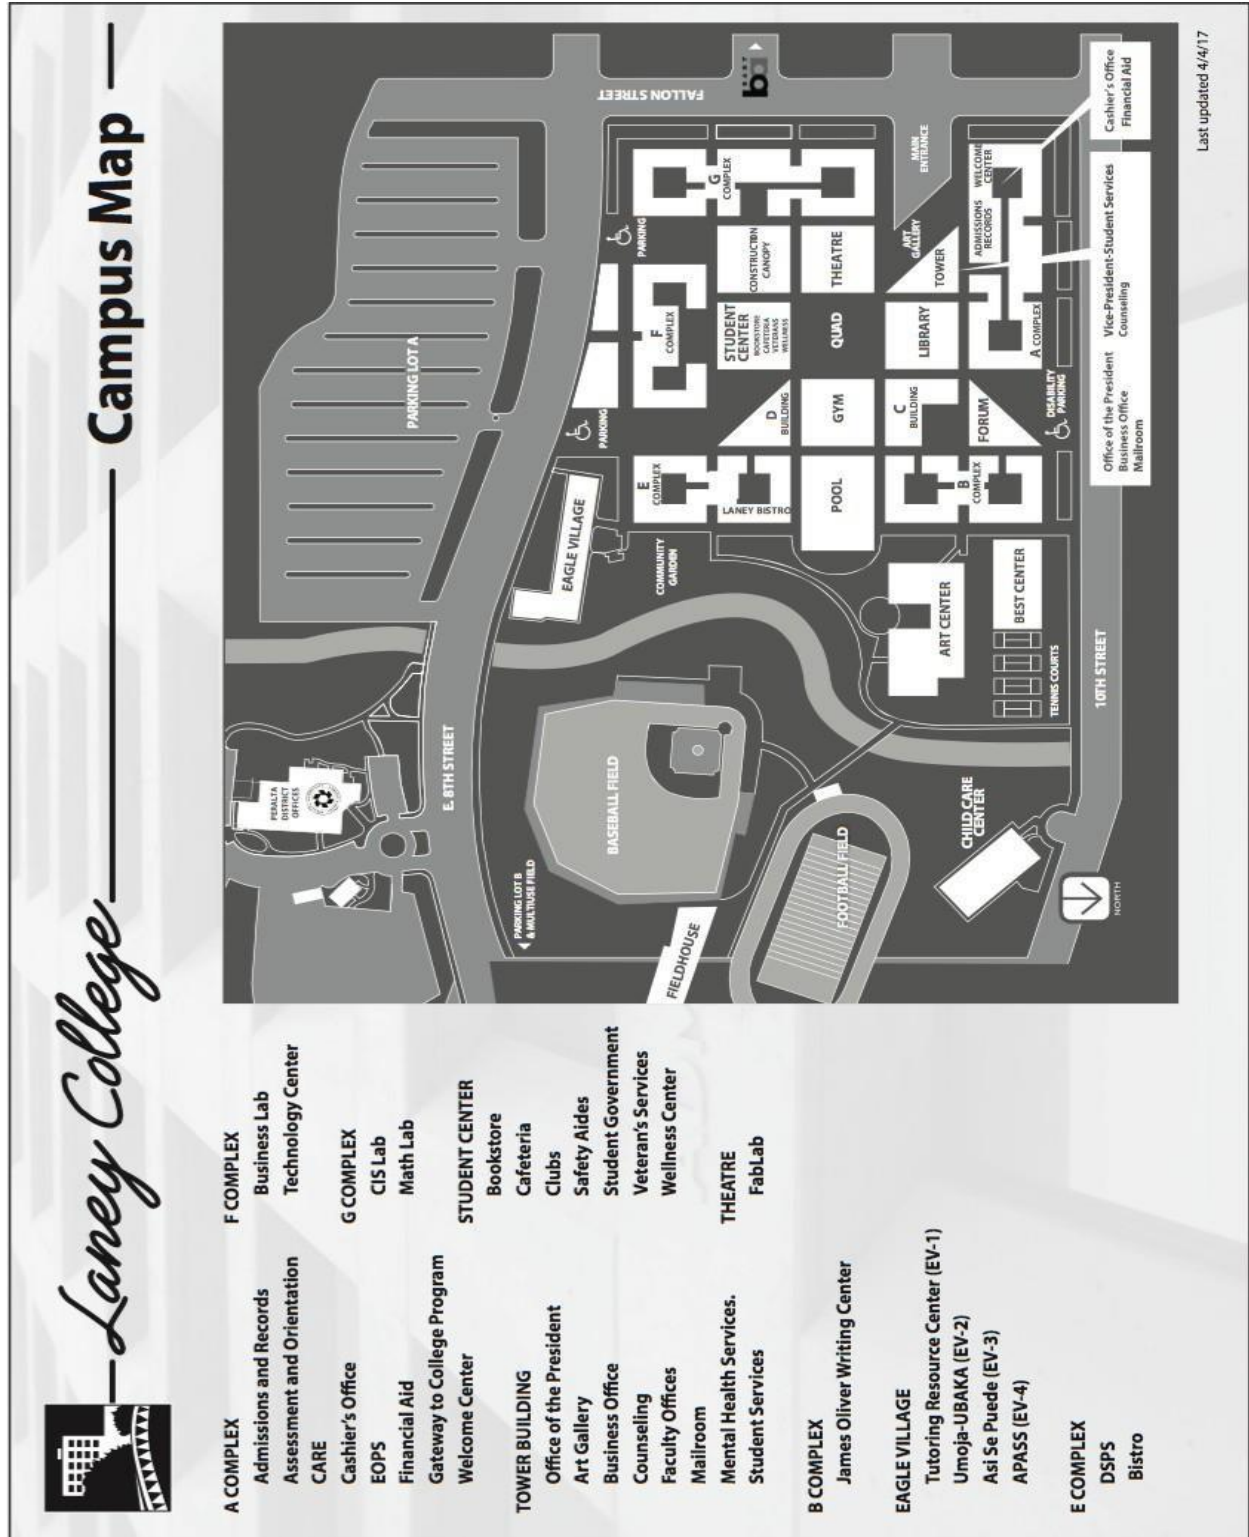 Laney College
Campus Map
A COMPLEX
Admissions and Records
Assessment and Orientation
CARE
Cashier's Office
EOPS
Financial Aid
Gateway to College Program
Welcome Center
TOWER BUILDING
Office of the President
Art Gallery
Business Office
Counseling
Faculty Offices
Mailroom
Mental Health Services.
Student Services
B COMPLEX
James Oliver Writing Center
EAGLE VILLAGE
Tutoring Resource Center (EV-1)
Umoja-UBAKA (EV-2)
Asi Se Puede (EV-3)
APASS (EV-4)
E COMPLEX
DSPS
Bistro
F COMPLEX
Business Lab
Technology Center
G COMPLEX
CIS Lab
Math Lab
STUDENT CENTER
Bookstore
Cafeteria
Clubs
Safety Aides
Student Government
Veteran's Services
Wellness Center
THEATRE
FabLab
PERALTA
DISTRICT
OFFICES
PARKING LOT A
E. 8TH STREET
FALLON STREET
PARKING LOT B
& MULTIUSE FIELD
EAGLE VILLAGE
PARKING
PARKING
FIELDHOUSE
BASEBALL FIELD
COMMUNITY
GARDEN
E
COMPLEX
LANEY BISTRO
F
COMPLEX
G
COMPLEX
D
BUILDING
STUDENT
CENTER
BOOKSTORE
CAFETERIA
VETERANS
WELLNESS
CONSTRUCTION
CANOPY
ba
FOOTBALL FIELD
POOL
GYM
QUAD
THEATRE
ART
GALLERY
MAIN
ENTRANCE
ART CENTER
C
BUILDING
LIBRARY
TOWER
CHILD CARE
CENTER
B
COMPLEX
FORUM
ADMISSIONS
RECORDS
WELCOME
CENTER
BEST CENTER
TENNIS COURTS
A COMPLEX
DISABILITY
PARKING
10TH STREET
NORTH
Office of the President
Business Office
Mailroom
Vice-President-Student Services
Counseling
Cashier's Office
Financial Aid
Last updated 4/4/17